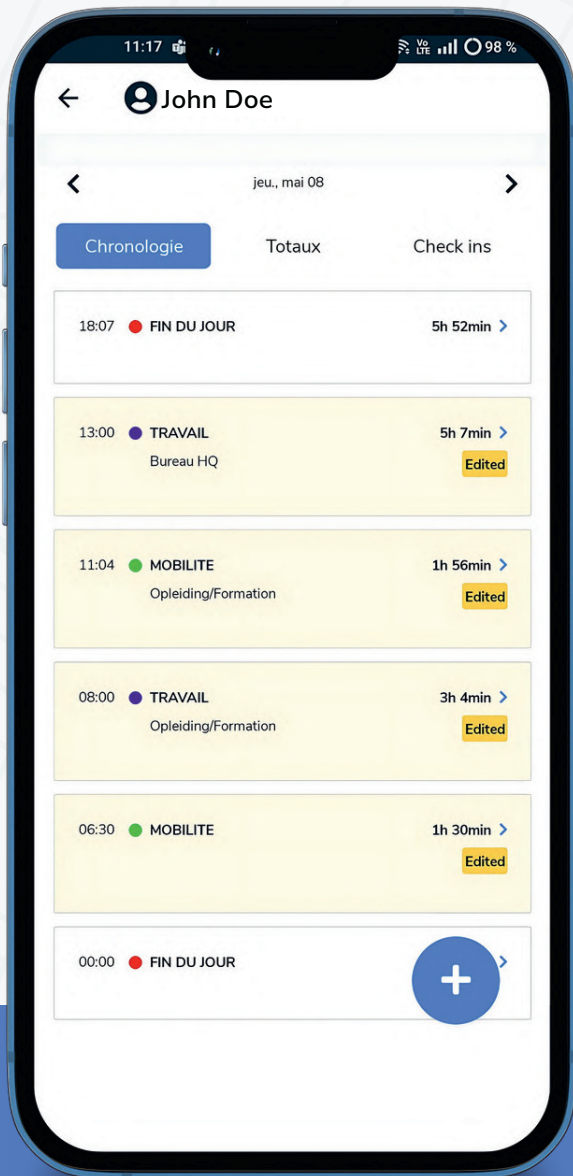 11:17 Vo LTE 98 %
John Doe
jeu., mai 08
Chronologie Totaux Check ins
18:07 FIN DU JOUR 5h 52min
13:00 TRAVAIL 5h 7min
Bureau HQ Edited
11:04 MOBILITE 1h 56min
Opleiding/Formation Edited
08:00 TRAVAIL 3h 4min
Opleiding/Formation Edited
06:30 MOBILITE 1h 30min
Edited
00:00 FIN DU JOUR